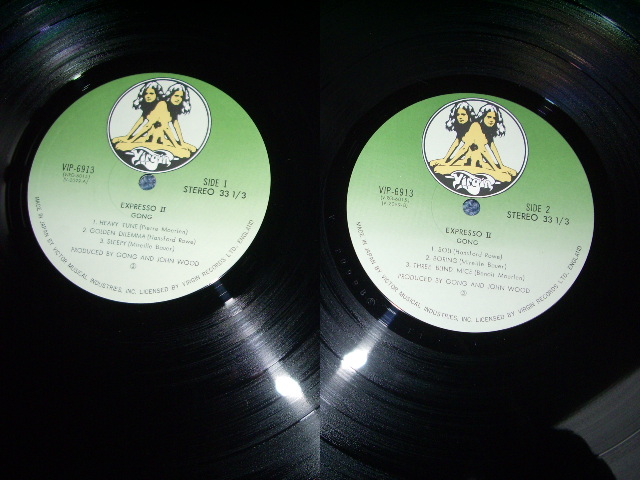 Virgin
VIP-6913
SIDE 1
STEREO 33 1/3
EXPRESSO II
GONG
1. HEAVY TUNE (Pierre Moerlen)
2. GOLDEN DILEMMA (Hansford Rowe)
3. SLEEPY (Mireille Bauer)
PRODUCED BY GONG AND JOHN WOOD
Ⓟ
MADE IN JAPAN BY VICTOR MUSICAL INDUSTRIES, INC. LICENSED BY VIRGIN RECORDS LTD., ENGLAND
Virgin
VIP-6913
SIDE 2
STEREO 33 1/3
EXPRESSO II
GONG
1. (Hansford Rowe)
2. BORING (Mireille Bauer)
3. THREE BLIND MICE (Benoit Moerlen)
PRODUCED BY GONG AND JOHN WOOD
Ⓟ
MADE IN JAPAN BY VICTOR MUSICAL INDUSTRIES, INC. LICENSED BY VIRGIN RECORDS LTD., ENGLAND